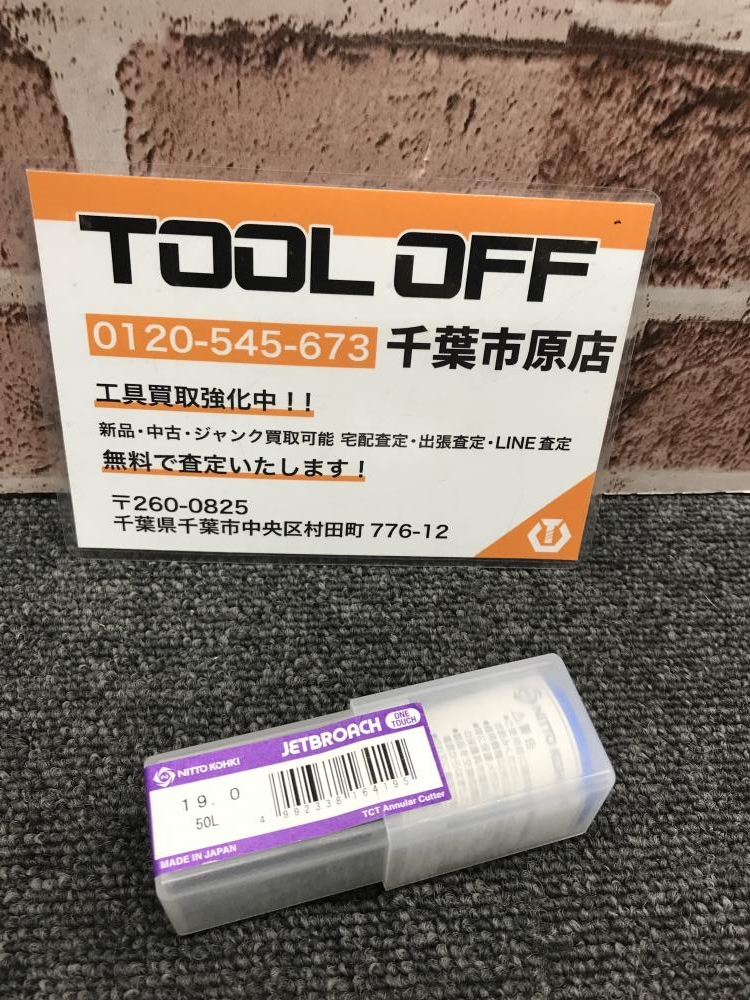 TOOL OFF
0120-545-673 千葉市原店
工具買取強化中！！
新品・中古・ジャンク買取可能 宅配査定・出張査定・LINE査定
無料で査定いたします！
〒260-0825
千葉県千葉市中央区村田町 776-12
JETBROACH ONE TOUCH
NITTO KOHKI
19.0
50L
4 992338 164195
TCT Annular Cutter
MADE IN JAPAN
NITTO